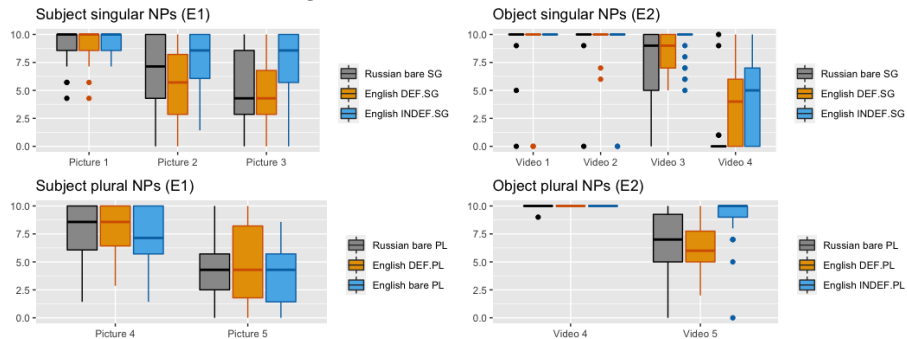 Subject singular NPs (E1)
10.0
7.5
5.0
2.5
0.0
Picture 1 Picture 2 Picture 3
Russian bare SG
English DEF.SG
English INDEF.SG
Object singular NPs (E2)
10.0
7.5
5.0
2.5
0.0
Video 1 Video 2 Video 3 Video 4
Russian bare SG
English DEF.SG
English INDEF.SG
Subject plural NPs (E1)
10.0
7.5
5.0
2.5
0.0
Picture 4 Picture 5
Russian bare PL
English DEF.PL
English bare PL
Object plural NPs (E2)
10.0
7.5
5.0
2.5
0.0
Video 4 Video 5
Russian bare PL
English DEF.PL
English INDEF.PL